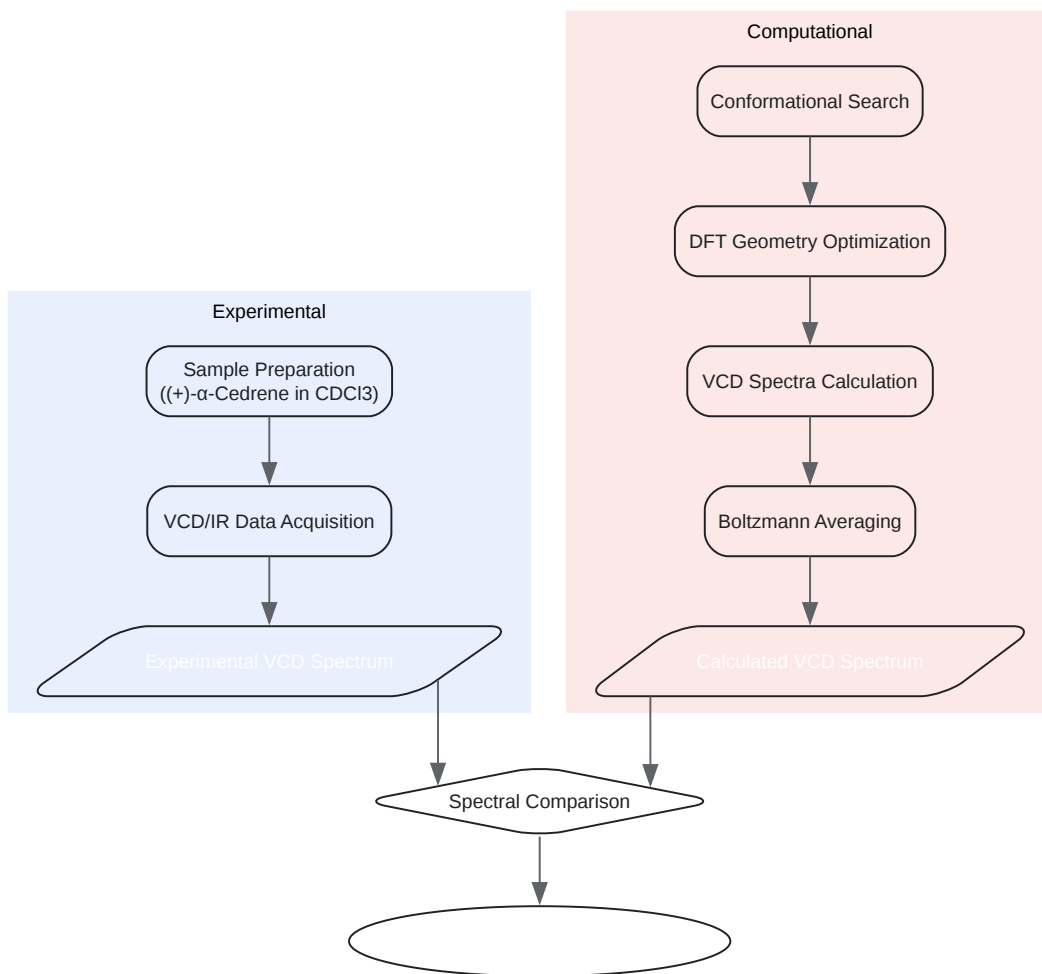 Computational
Conformational Search
DFT Geometry Optimization
Experimental
Sample Preparation
((+)-α-Cedrene in CDCl3)
VCD Spectra Calculation
VCD/IR Data Acquisition
Boltzmann Averaging
Experimental VCD Spectrum
Calculated VCD Spectrum
Spectral Comparison